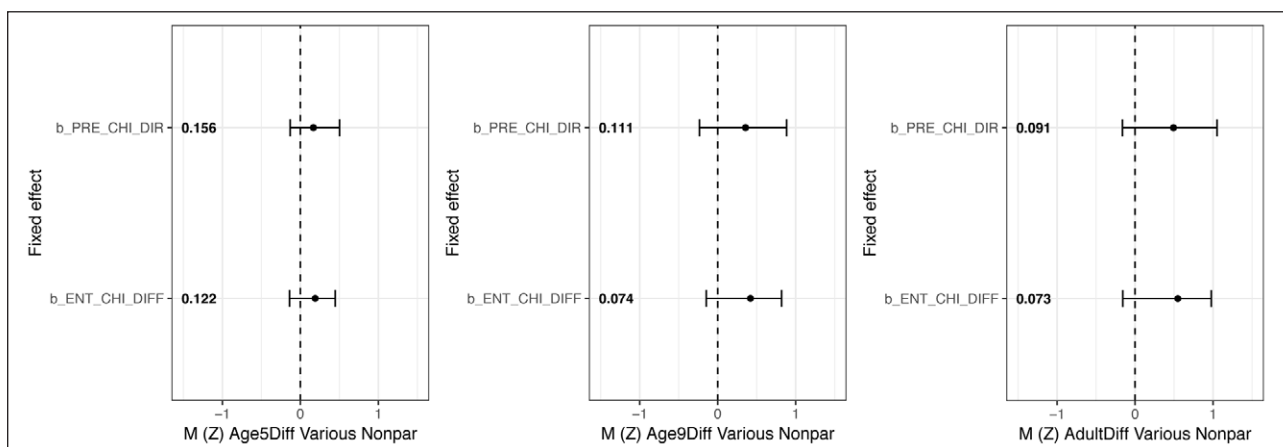 Fixed effect
b_PRE_CHI_DIR
0.156
b_ENT_CHI_DIFF
0.122
−1 0 1
M (Z) Age5Diff Various Nonpar
Fixed effect
b_PRE_CHI_DIR
0.111
b_ENT_CHI_DIFF
0.074
−1 0 1
M (Z) Age9Diff Various Nonpar
Fixed effect
b_PRE_CHI_DIR
0.091
b_ENT_CHI_DIFF
0.073
−1 0 1
M (Z) AdultDiff Various Nonpar